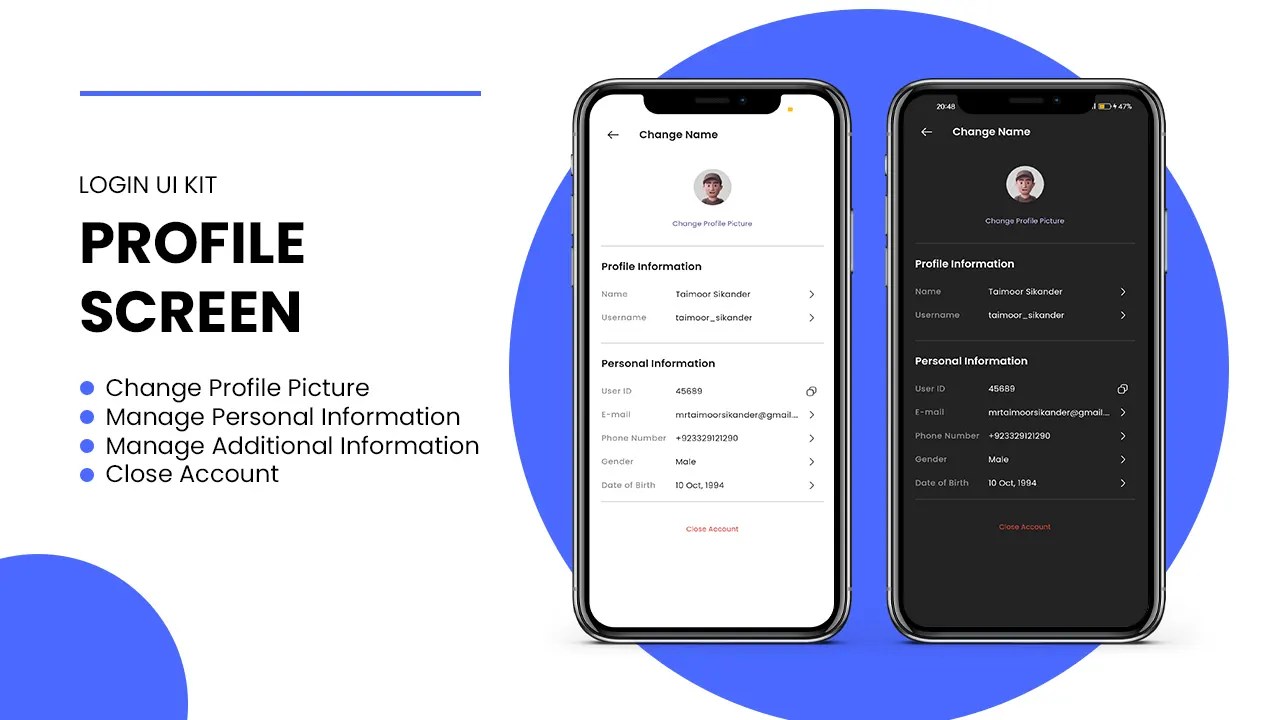 LOGIN UI KIT
PROFILE
SCREEN
Change Profile Picture
Manage Personal Information
Manage Additional Information
Close Account
Change Name
Change Profile Picture
Profile Information
Name Taimoor Sikander
Username taimoor_sikander
Personal Information
User ID 45689
E-mail mrtaimoorsikander@gmail...
Phone Number +923329121290
Gender Male
Date of Birth 10 Oct, 1994
Close Account
20:48 47%
Change Name
Change Profile Picture
Profile Information
Name Taimoor Sikander
Username taimoor_sikander
Personal Information
User ID 45689
E-mail mrtaimoorsikander@gmail...
Phone Number +923329121290
Gender Male
Date of Birth 10 Oct, 1994
Close Account